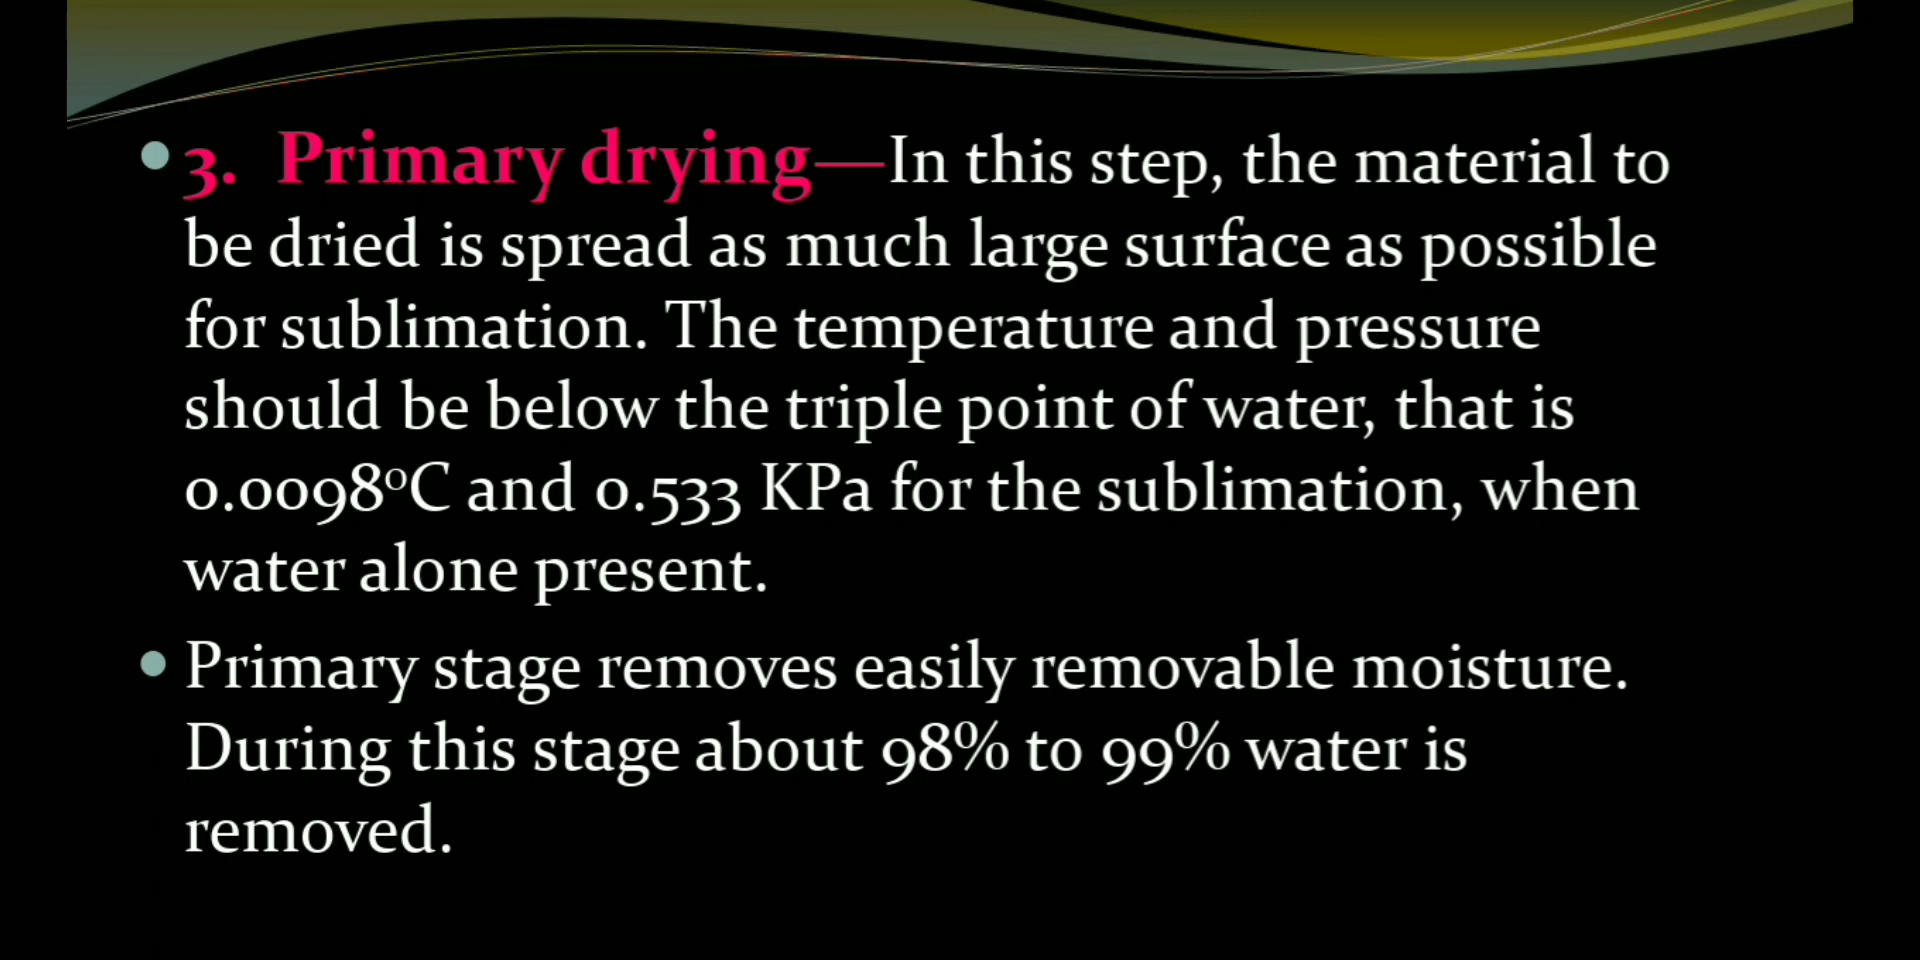 • 3. Primary drying—In this step, the material to
be dried is spread as much large surface as possible
for sublimation. The temperature and pressure
should be below the triple point of water, that is
0.0098⁰C and 0.533 KPa for the sublimation, when
water alone present.
• Primary stage removes easily removable moisture.
During this stage about 98% to 99% water is
removed.